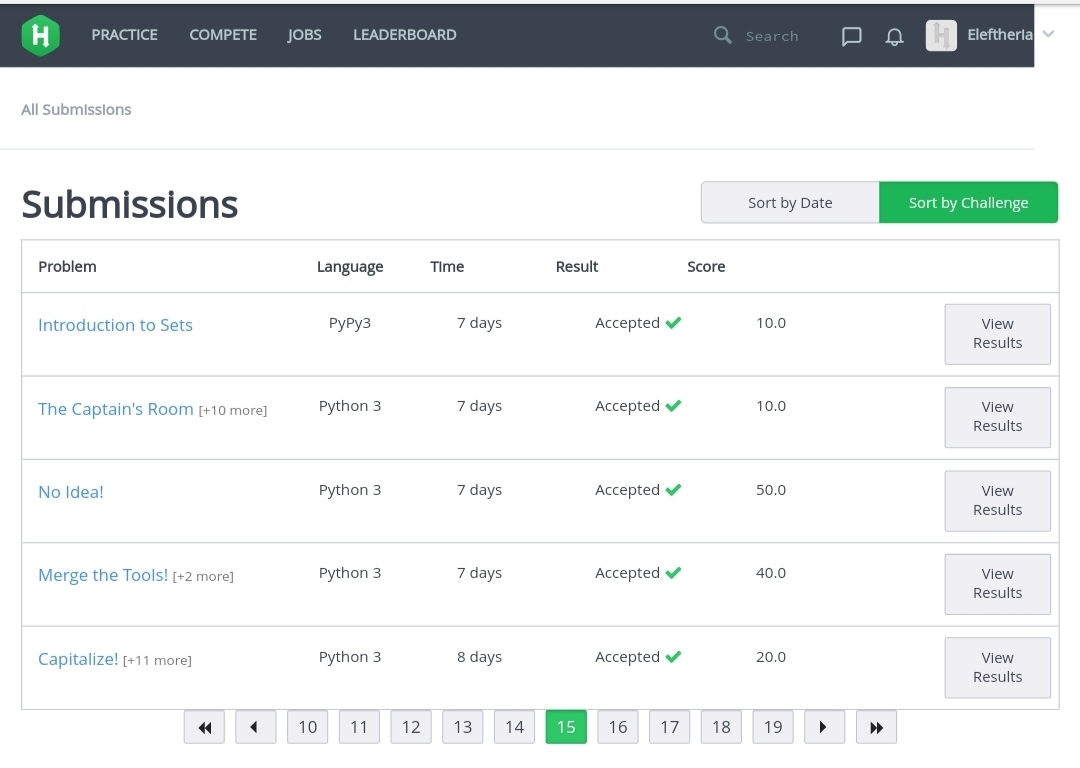 H PRACTICE COMPETE JOBS LEADERBOARD Search Eleftheria
All Submissions
Submissions Sort by Date Sort by Challenge
Problem Language Time Result Score
Introduction to Sets PyPy3 7 days Accepted 10.0 View Results
The Captain's Room [+10 more] Python 3 7 days Accepted 10.0 View Results
No Idea! Python 3 7 days Accepted 50.0 View Results
Merge the Tools! [+2 more] Python 3 7 days Accepted 40.0 View Results
Capitalize! [+11 more] Python 3 8 days Accepted 20.0 View Results
10 11 12 13 14 15 16 17 18 19